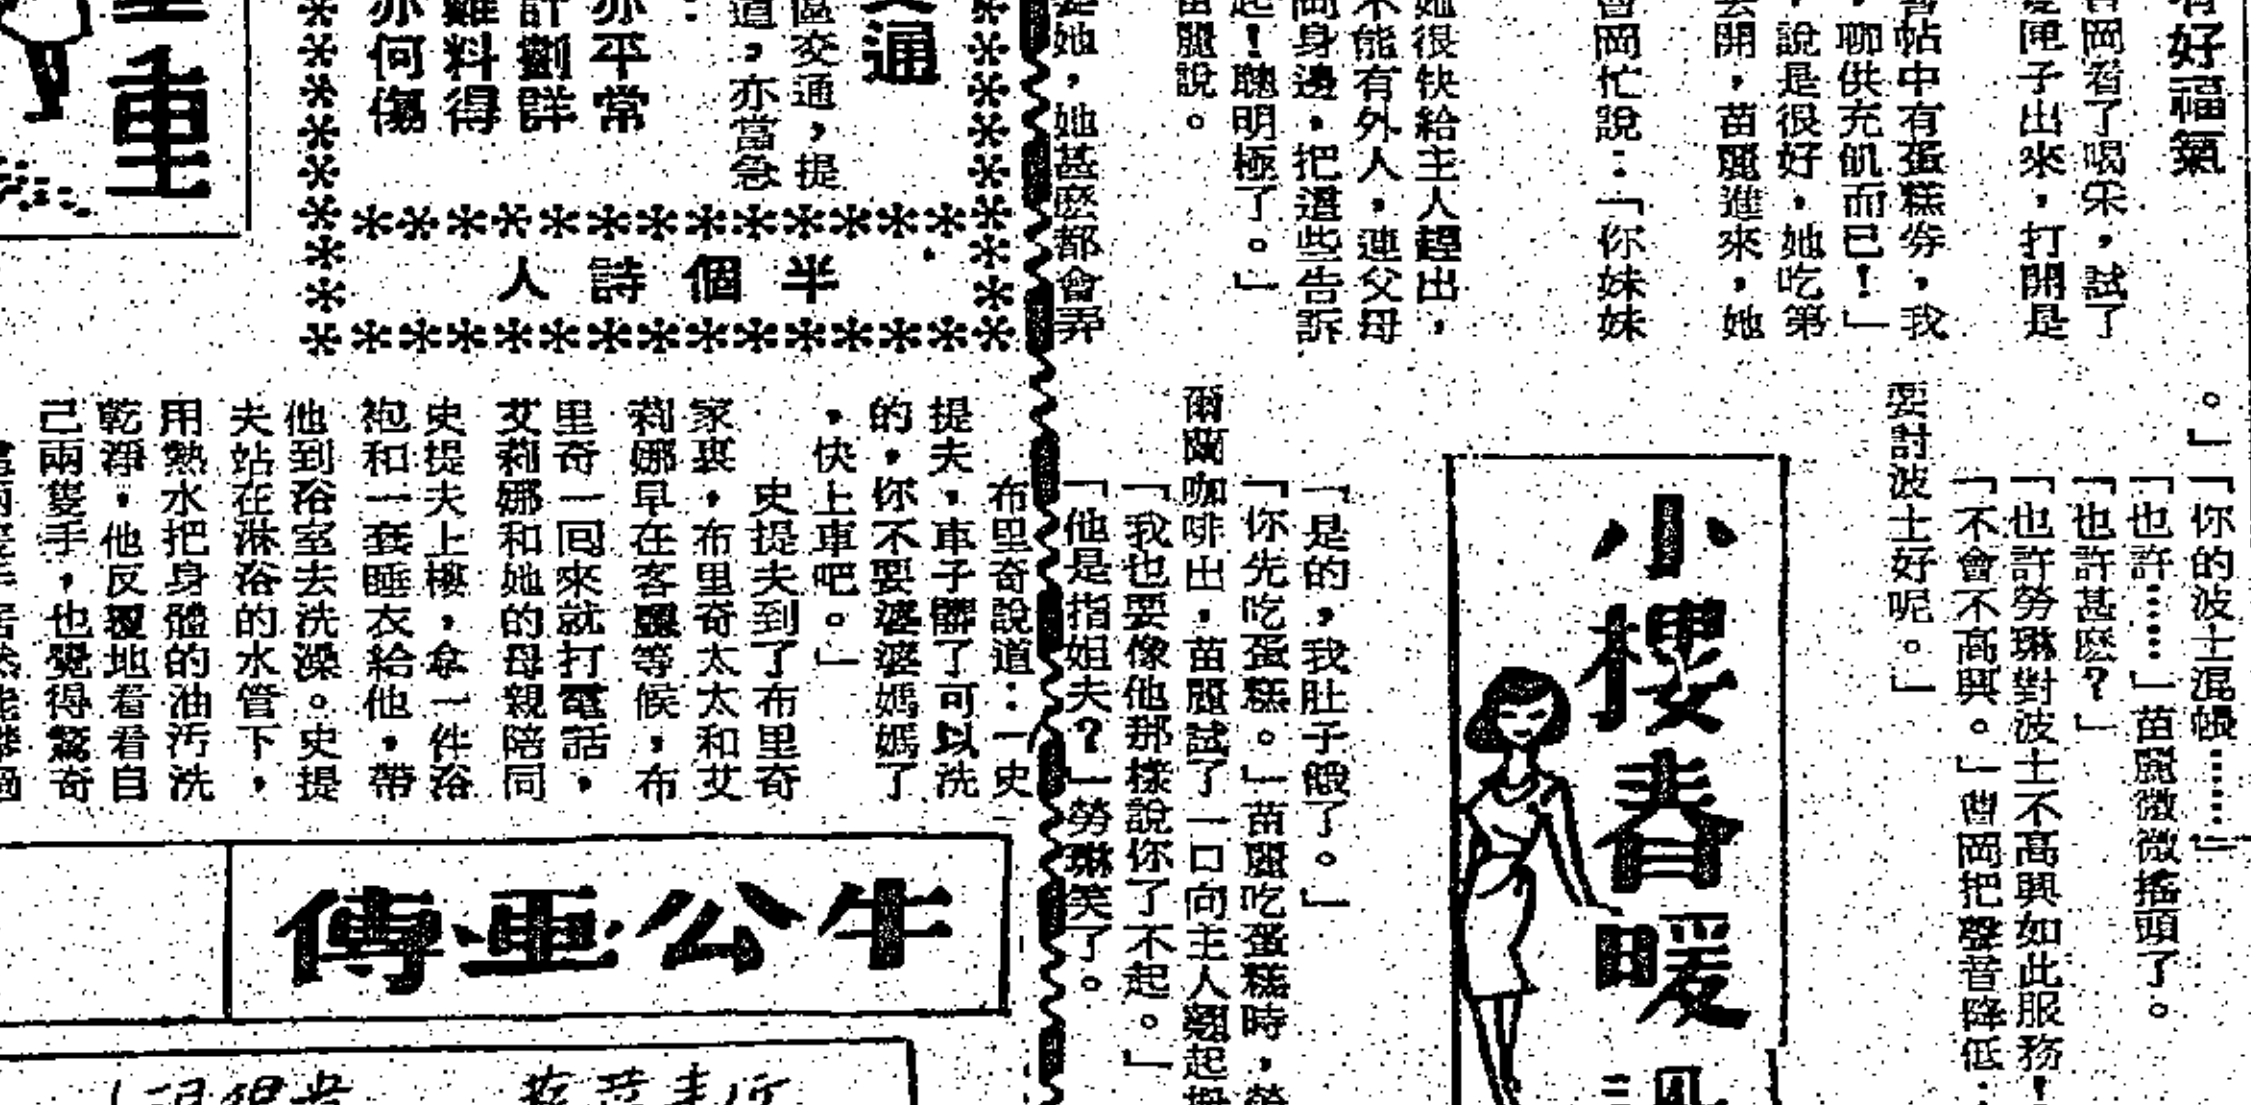 好福氣
岡看了喝朱，試了
匣子出來，打開是
帖中有蛋糕券，我
，聊供充飢而已！」
，說是很好，她吃第
開，苗麗進來，她
岡忙說：「你妹妹
她很快給主人趕出，
不能有外人，連父母
身邊，把這些告訴
起！聰明極了。」
苗麗說。
她，她甚麽都會弄
。」「你的波士混帳……」
「也許……」苗麗微微搖頭了。
「也許甚麽？」
「也許勞琳對波士不高興如此服務！
「不會不高興。」曹岡把聲音降低：
要討波士好呢。」
小樓春暖
「是的，我肚子餓了。」
「你先吃蛋糕。」苗麗吃蛋糕時，勞
爾蘭咖啡出，苗麗試了一口向主人翹起拇
「我也要像他那樣說你了不起。」
「他是指姐夫？」勞琳笑了。
通
區交通，提
道，亦當急
亦平常
計劃詳
難料得
亦何傷
半個詩人
重
布里奇說道：「史
提夫，車子髒了可以洗
的，你不要婆婆媽媽了
，快上車吧。」
史提夫到了布里奇
家裏，布里奇太太和艾
莉娜早在客廳等候，布
里奇一回來就打電話，
艾莉娜和她的母親陪同
史提夫上樓，拿一件浴
袍和一套睡衣給他，帶
他到浴室去洗澡。史提
夫站在淋浴的水管下，
用熱水把身體的油汚洗
乾淨，他反覆地看看自
己兩隻手，也覺得驚奇
牛公亜傳